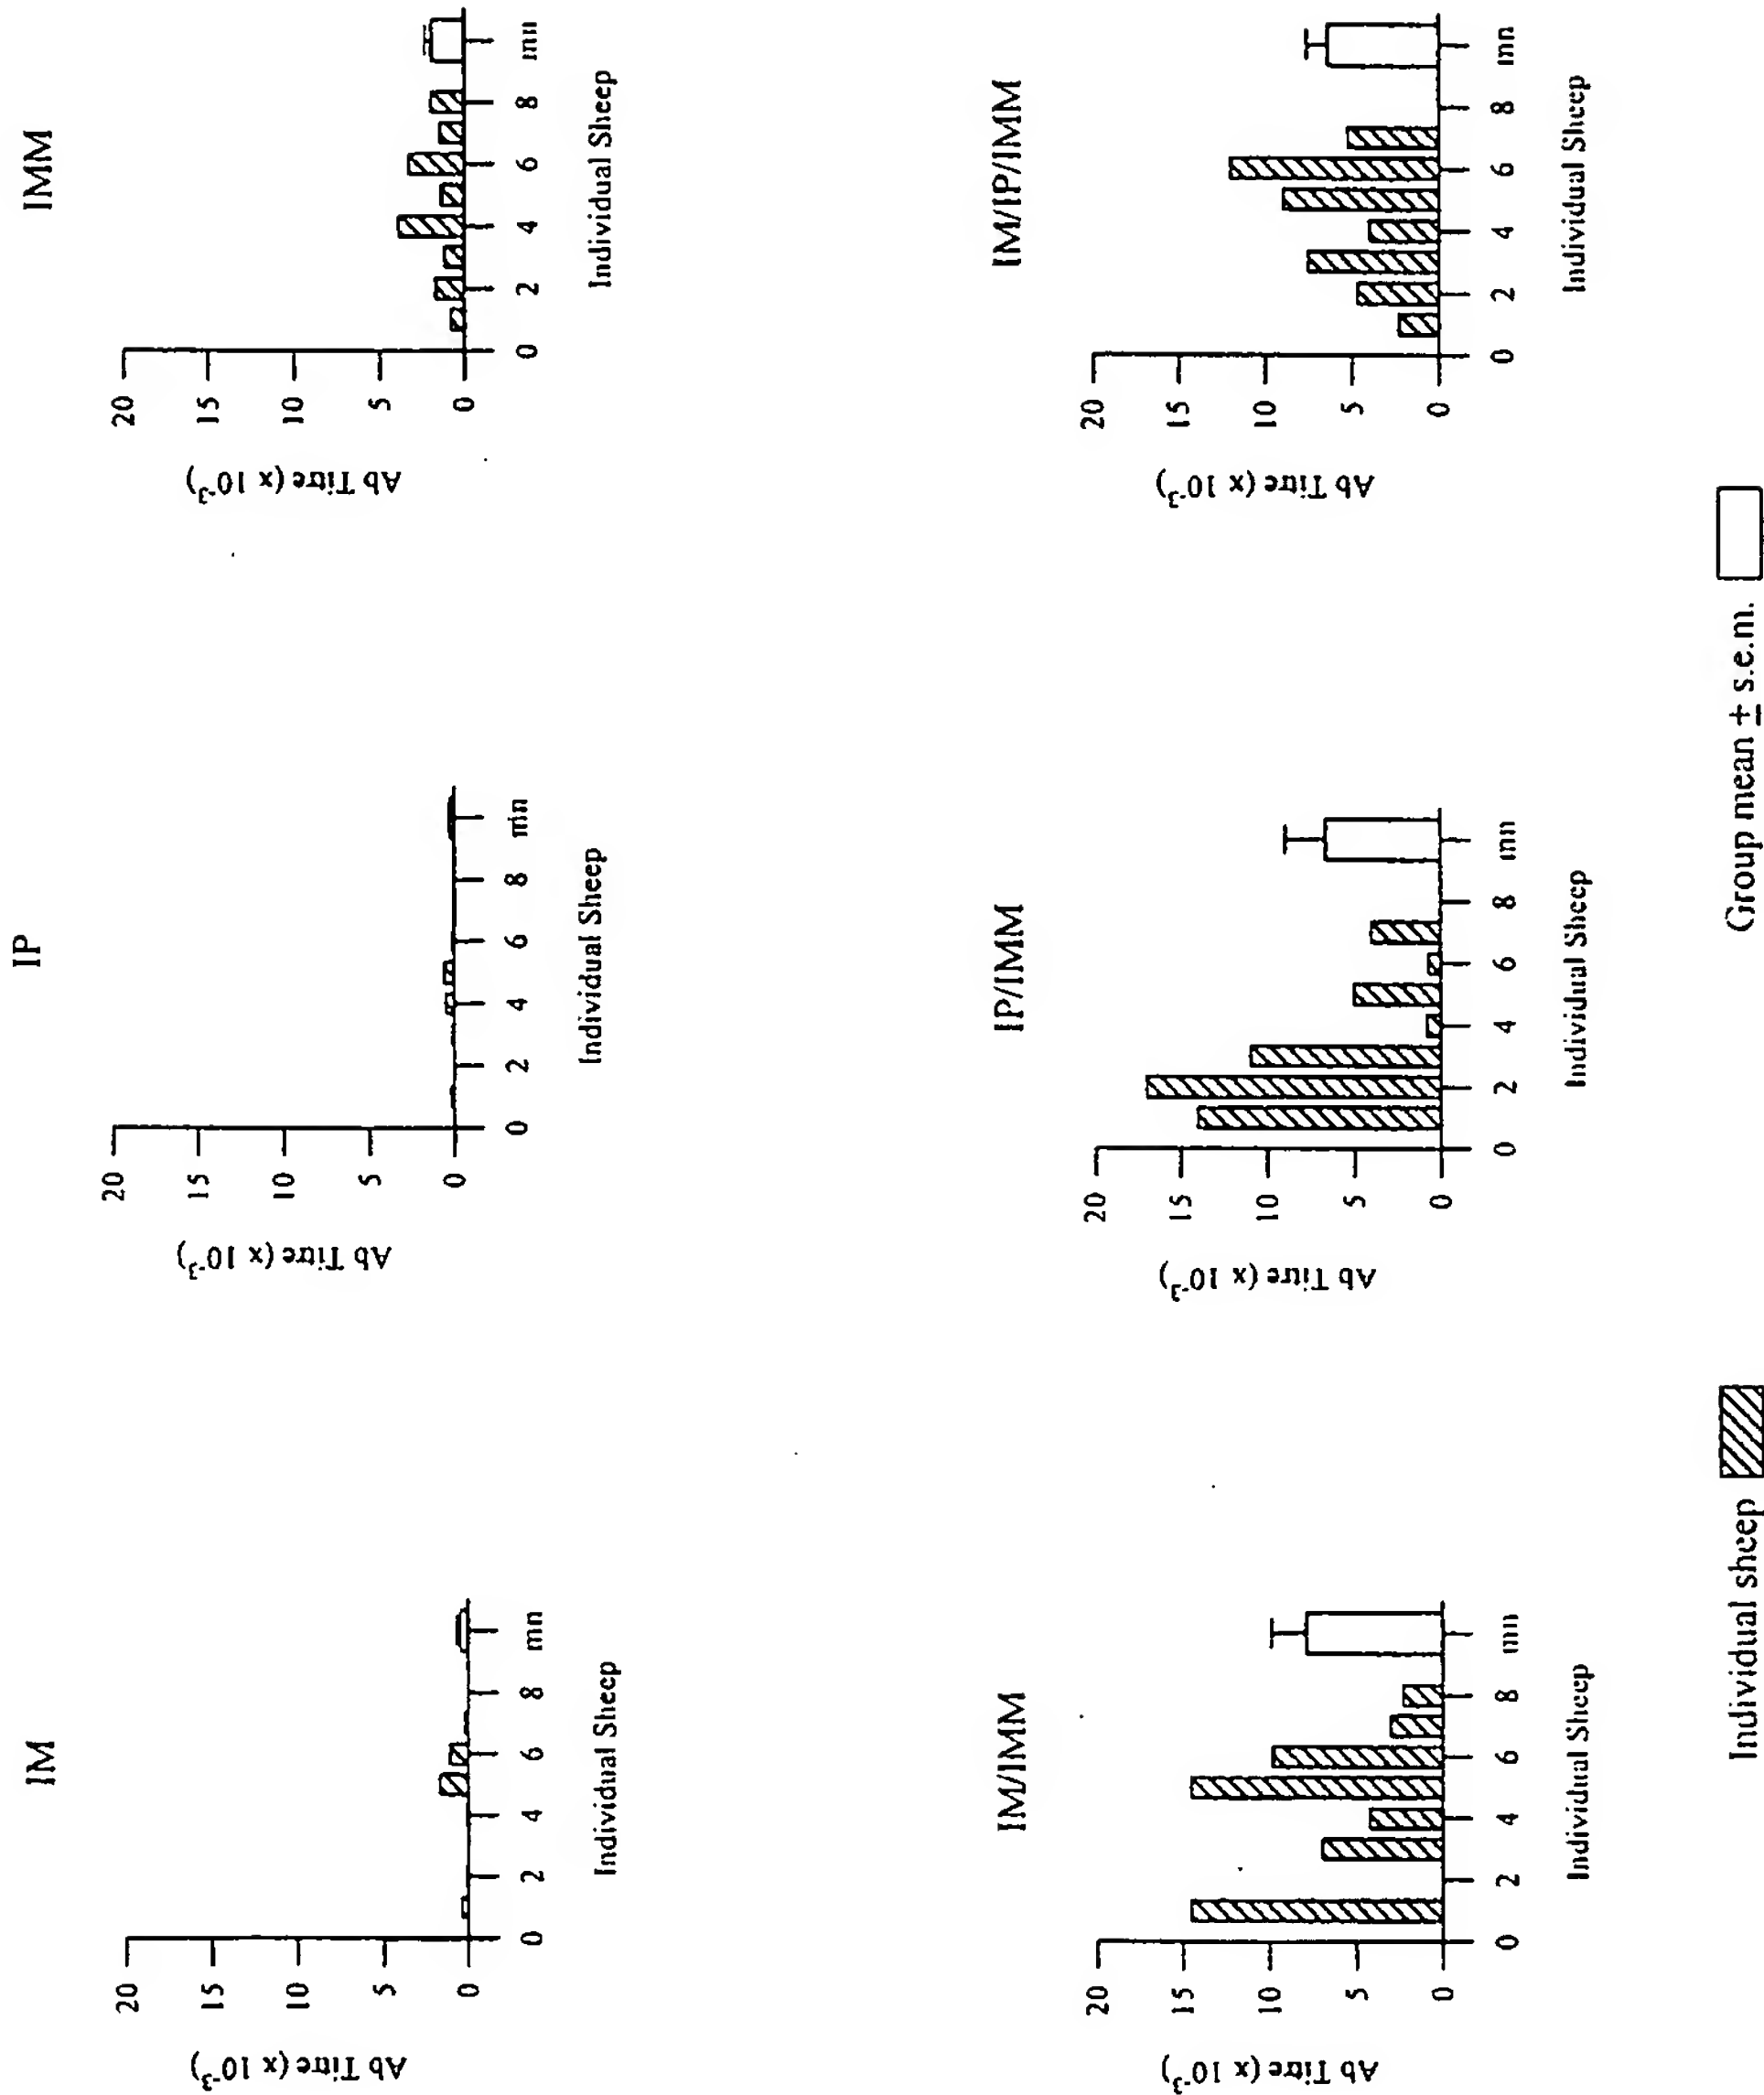 IM
20
15
10
5
0
Ab Titre (x 10-3)
0 2 4 6 8 mn
Individual Sheep
IP
20
15
10
5
0
Ab Titre (x 10-3)
0 2 4 6 8 mn
Individual Sheep
IMM
20
15
10
5
0
Ab Titre (x 10-3)
0 2 4 6 8 mn
Individual Sheep
IM/IMM
20
15
10
5
0
Ab Titre (x 10-3)
0 2 4 6 8 mn
Individual Sheep
IP/IMM
20
15
10
5
0
Ab Titre (x 10-3)
0 2 4 6 8 mn
Individual Sheep
IM/IP/IMM
20
15
10
5
0
Ab Titre (x 10-3)
0 2 4 6 8 mn
Individual Sheep
Individual sheep
Group mean ± s.e.m.